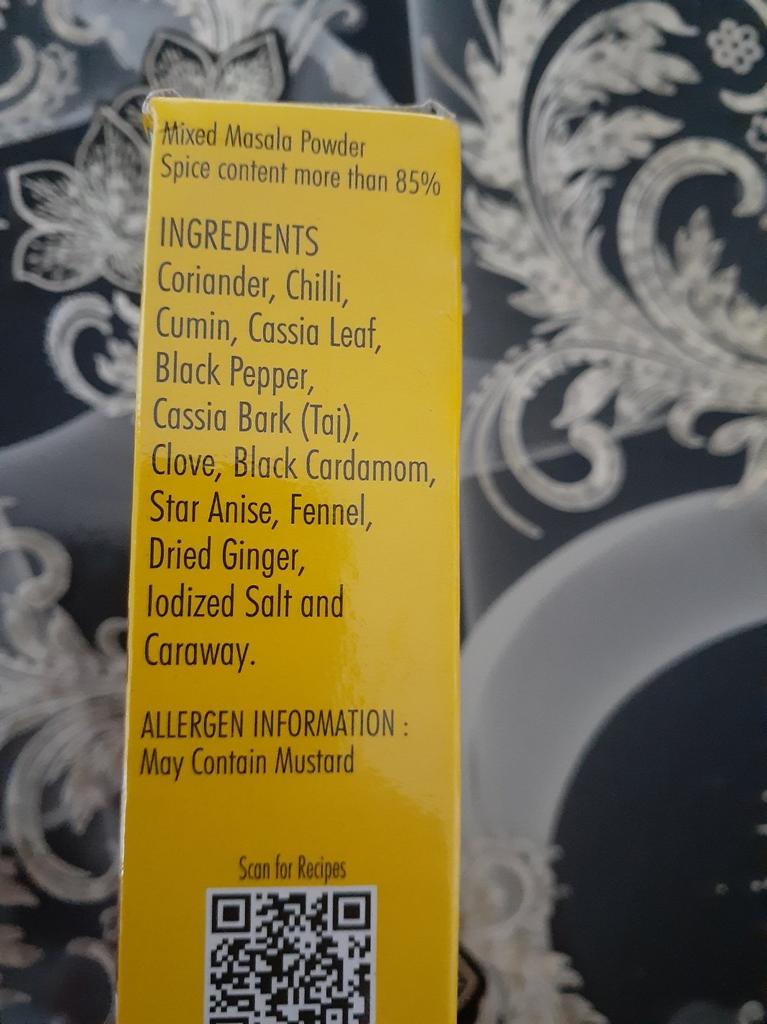 Mixed Masala Powder
Spice content more than 85%
INGREDIENTS
Coriander, Chilli,
Cumin, Cassia Leaf,
Black Pepper,
Cassia Bark (Taj),
Clove, Black Cardamom,
Star Anise, Fennel,
Dried Ginger,
Iodized Salt and
Caraway.
ALLERGEN INFORMATION :
May Contain Mustard
Scan for Recipes